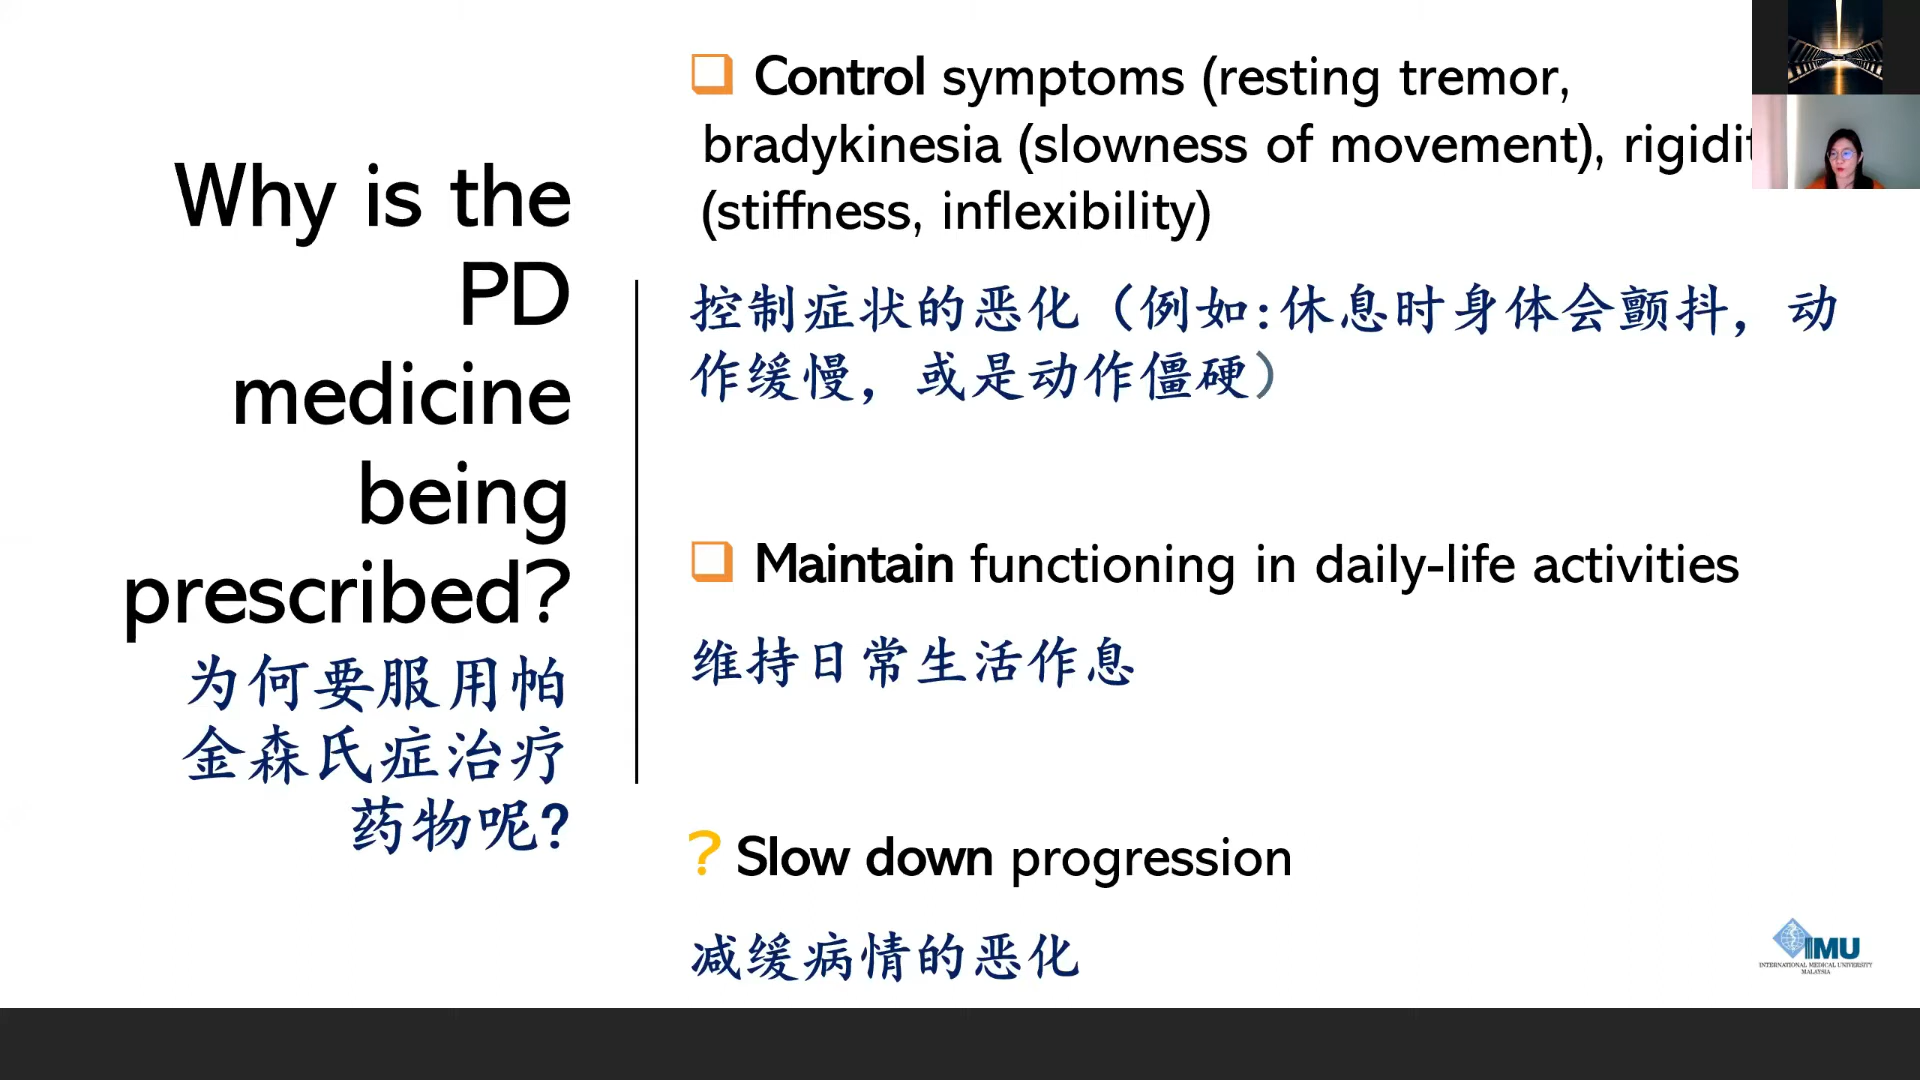 Why is the
PD
medicine
being
prescribed?
为何要服用帕
金森氏症治疗
药物呢?
Control symptoms (resting tremor,
bradykinesia (slowness of movement),
(stiffness, inflexibility)
控制症状的恶化（例如:休息时身体会颤抖，动
作缓慢，或是动作僵硬）
Maintain functioning in daily-life activities
维持日常生活作息
? Slow down progression
减缓病情的恶化
IMU
INTERNATIONAL MEDICAL UNIVERSITY
MALAYSIA